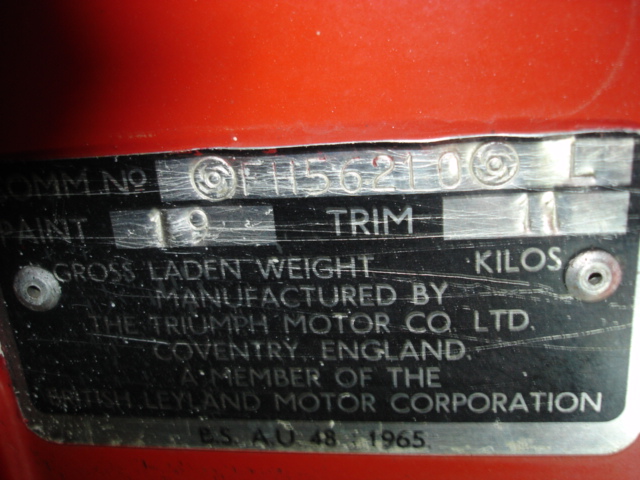 COMM. No FH56210 L
PAINT 19 TRIM 11
GROSS LADEN WEIGHT KILOS
MANUFACTURED BY
THE TRIUMPH MOTOR CO. LTD.
COVENTRY, ENGLAND.
A MEMBER OF THE
BRITISH LEYLAND MOTOR CORPORATION
B.S. A.U. 48 : 1965.